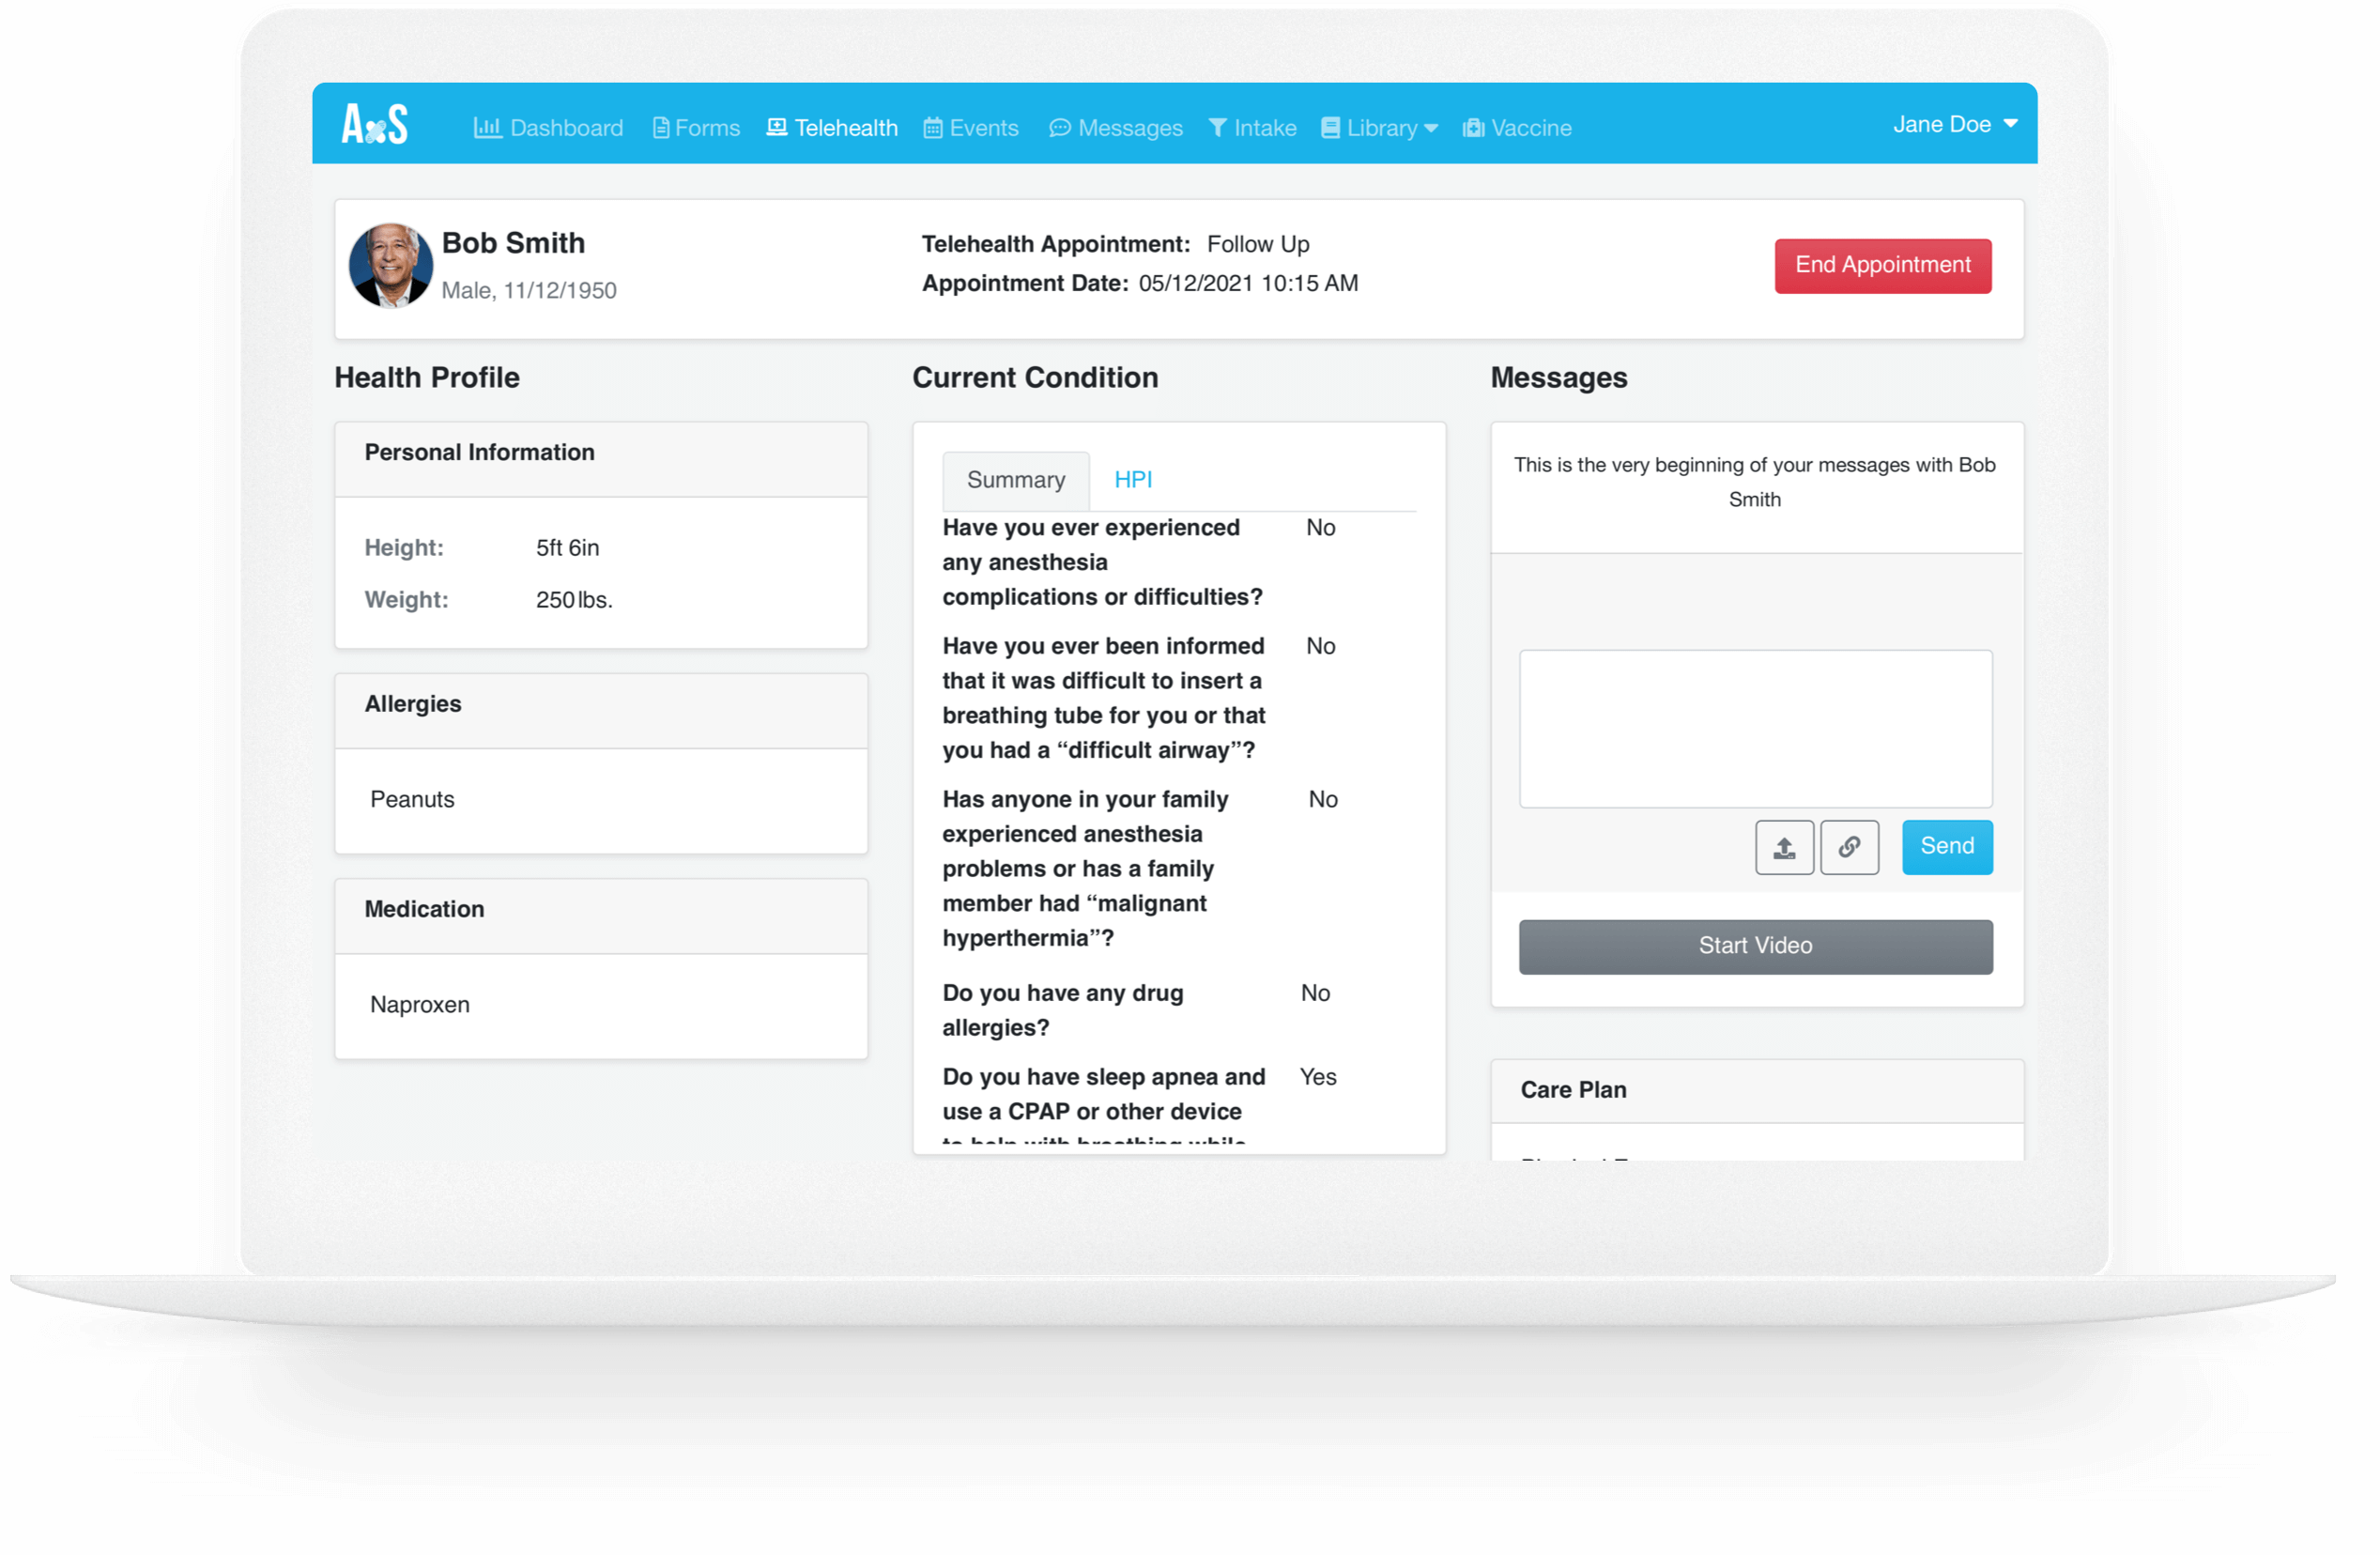 AxS
Dashboard
Forms
Telehealth
Events
Messages
Intake
Library
Vaccine
Jane Doe
Bob Smith
Male, 11/12/1950
Telehealth Appointment: Follow Up
Appointment Date: 05/12/2021 10:15 AM
End Appointment
Health Profile
Personal Information
Height: 5ft 6in
Weight: 250 lbs.
Allergies
Peanuts
Medication
Naproxen
Current Condition
Summary
HPI
Have you ever experienced No
any anesthesia
complications or difficulties?
Have you ever been informed No
that it was difficult to insert a
breathing tube for you or that
you had a “difficult airway”?
Has anyone in your family No
experienced anesthesia
problems or has a family
member had “malignant
hyperthermia”?
Do you have any drug No
allergies?
Do you have sleep apnea and Yes
use a CPAP or other device
to help with breathing while
Messages
This is the very beginning of your messages with Bob
Smith
Send
Start Video
Care Plan